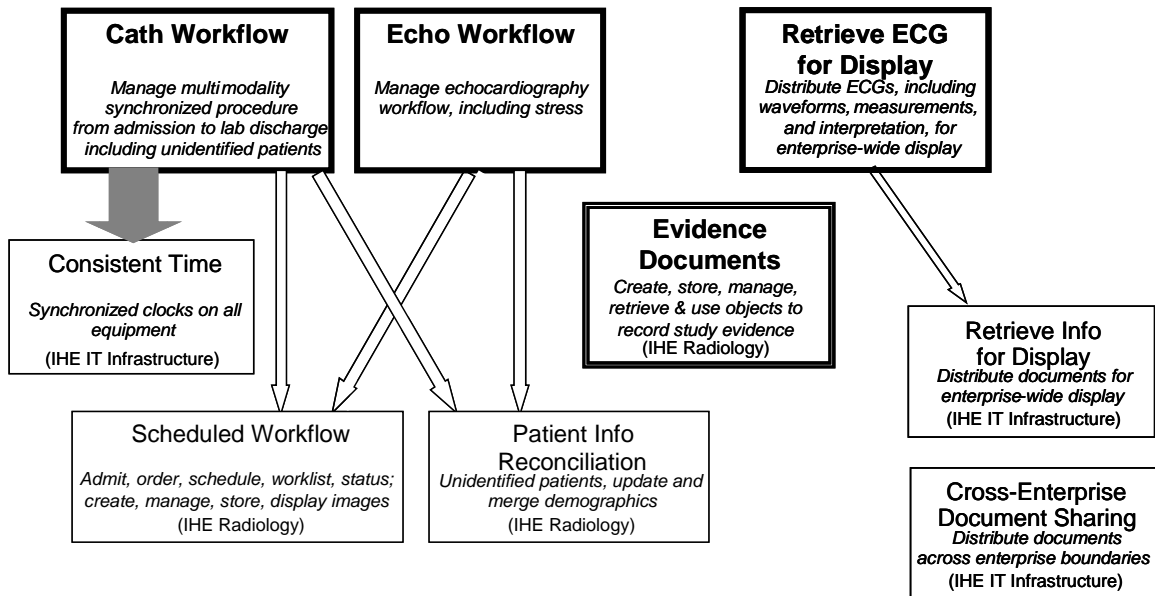 Cath Workflow
Manage multimodality
synchronized procedure
from admission to lab discharge
including unidentified patients
Echo Workflow
Manage echocardiography
workflow, including stress
Retrieve ECG
for Display
Distribute ECGs, including
waveforms, measurements,
and interpretation, for
enterprise-wide display
Consistent Time
Synchronized clocks on all
equipment
(IHE IT Infrastructure)
Evidence
Documents
Create, store, manage,
retrieve & use objects to
record study evidence
(IHE Radiology)
Retrieve Info
for Display
Distribute documents for
enterprise-wide display
(IHE IT Infrastructure)
Scheduled Workflow
Admit, order, schedule, worklist, status;
create, manage, store, display images
(IHE Radiology)
Patient Info
Reconciliation
Unidentified patients, update and
merge demographics
(IHE Radiology)
Cross-Enterprise
Document Sharing
Distribute documents
across enterprise boundaries
(IHE IT Infrastructure)